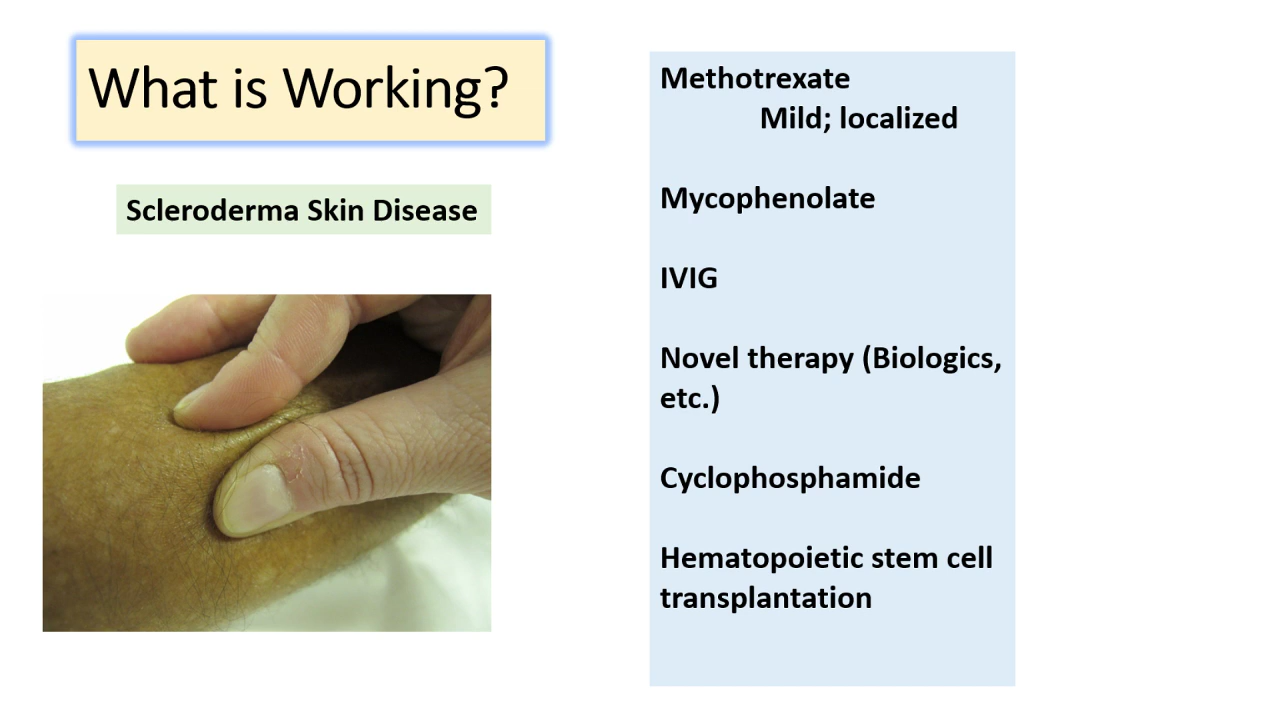 What is Working?
Scleroderma Skin Disease
Methotrexate
Mild; localized
Mycophenolate
IVIG
Novel therapy (Biologics,
etc.)
Cyclophosphamide
Hematopoietic stem cell
transplantation